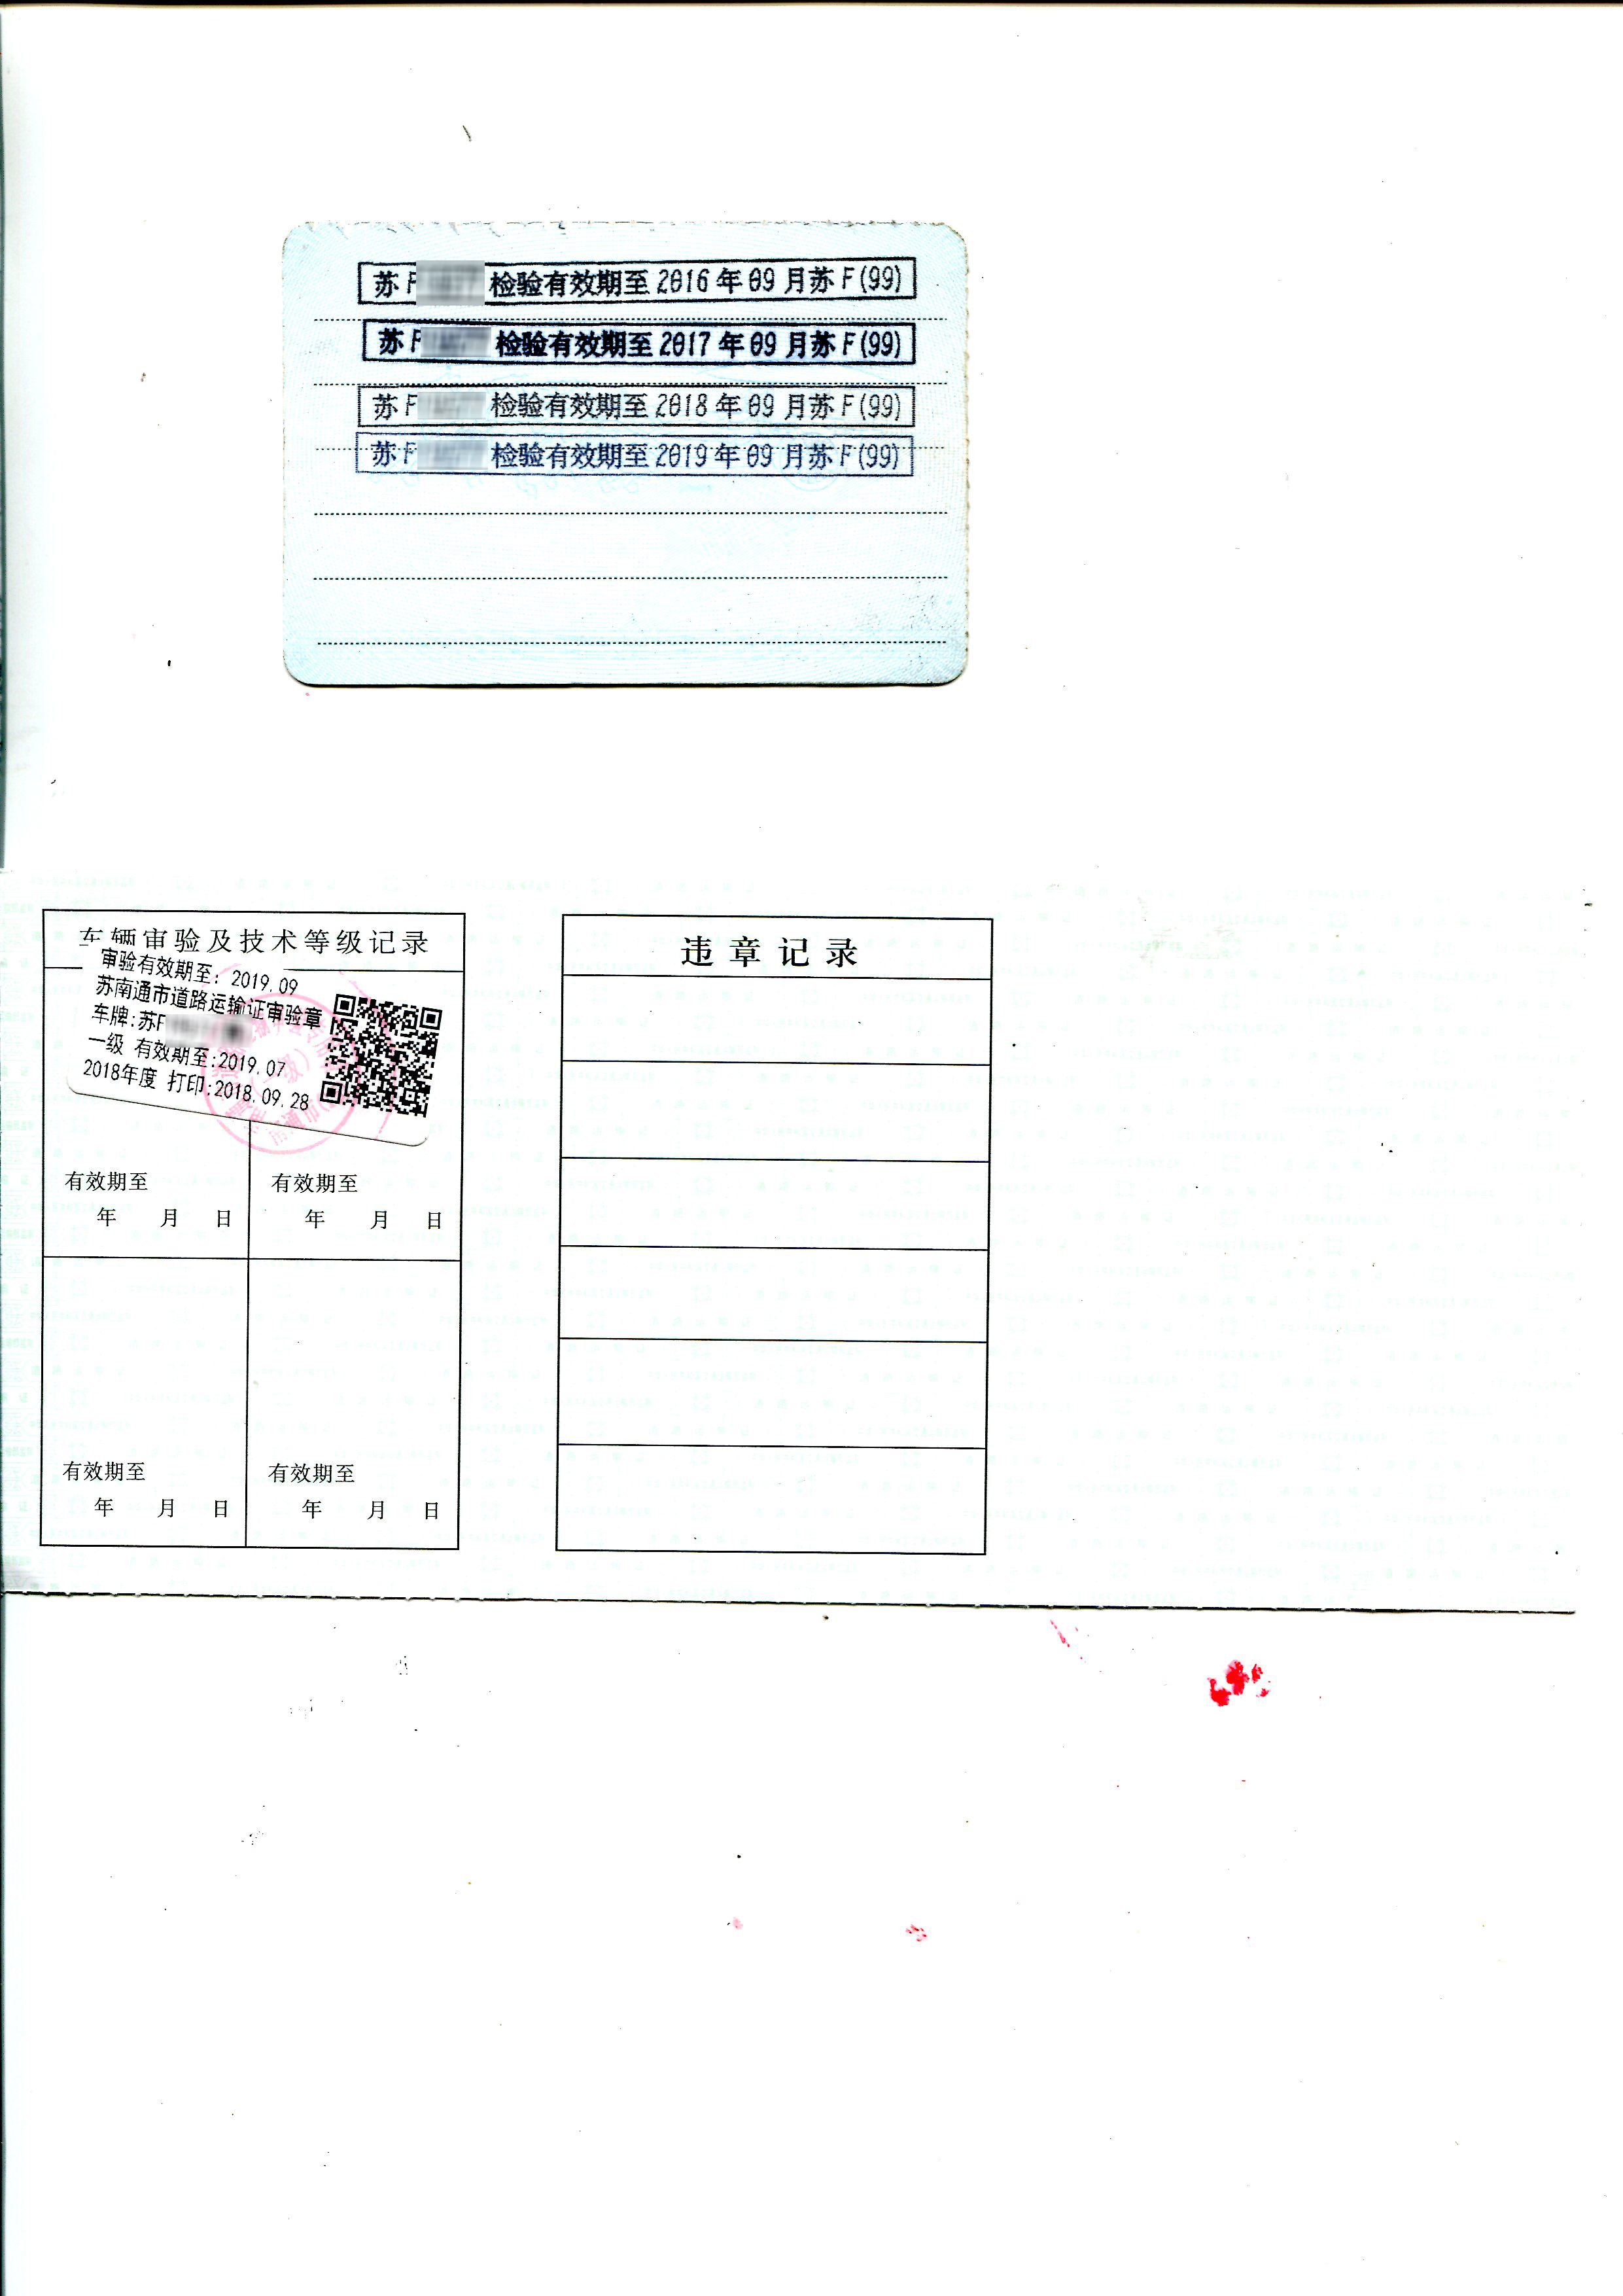 苏F 检验有效期至2016年09月苏F(99)
苏F 检验有效期至2017年09月苏F(99)
苏F 检验有效期至2018年09月苏F(99)
苏F 检验有效期至2019年09月苏F(99)
车辆审验及技术等级记录
审验有效期至: 2019.09
苏南通市道路运输证审验章
车牌:苏F
一级 有效期至:2019.07
2018年度 打印:2018.09.28
有效期至
年 月 日
有效期至
年 月 日
有效期至
年 月 日
有效期至
年 月 日
违章记录